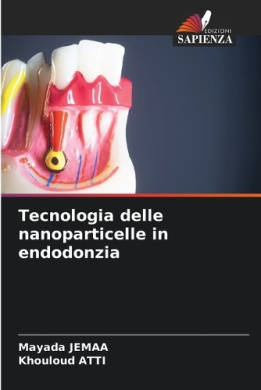 EDIZIONI
SAPIENZA
Tecnologia delle
nanoparticelle in
endodonzia
Mayada JEMAA
Khouloud ATTI